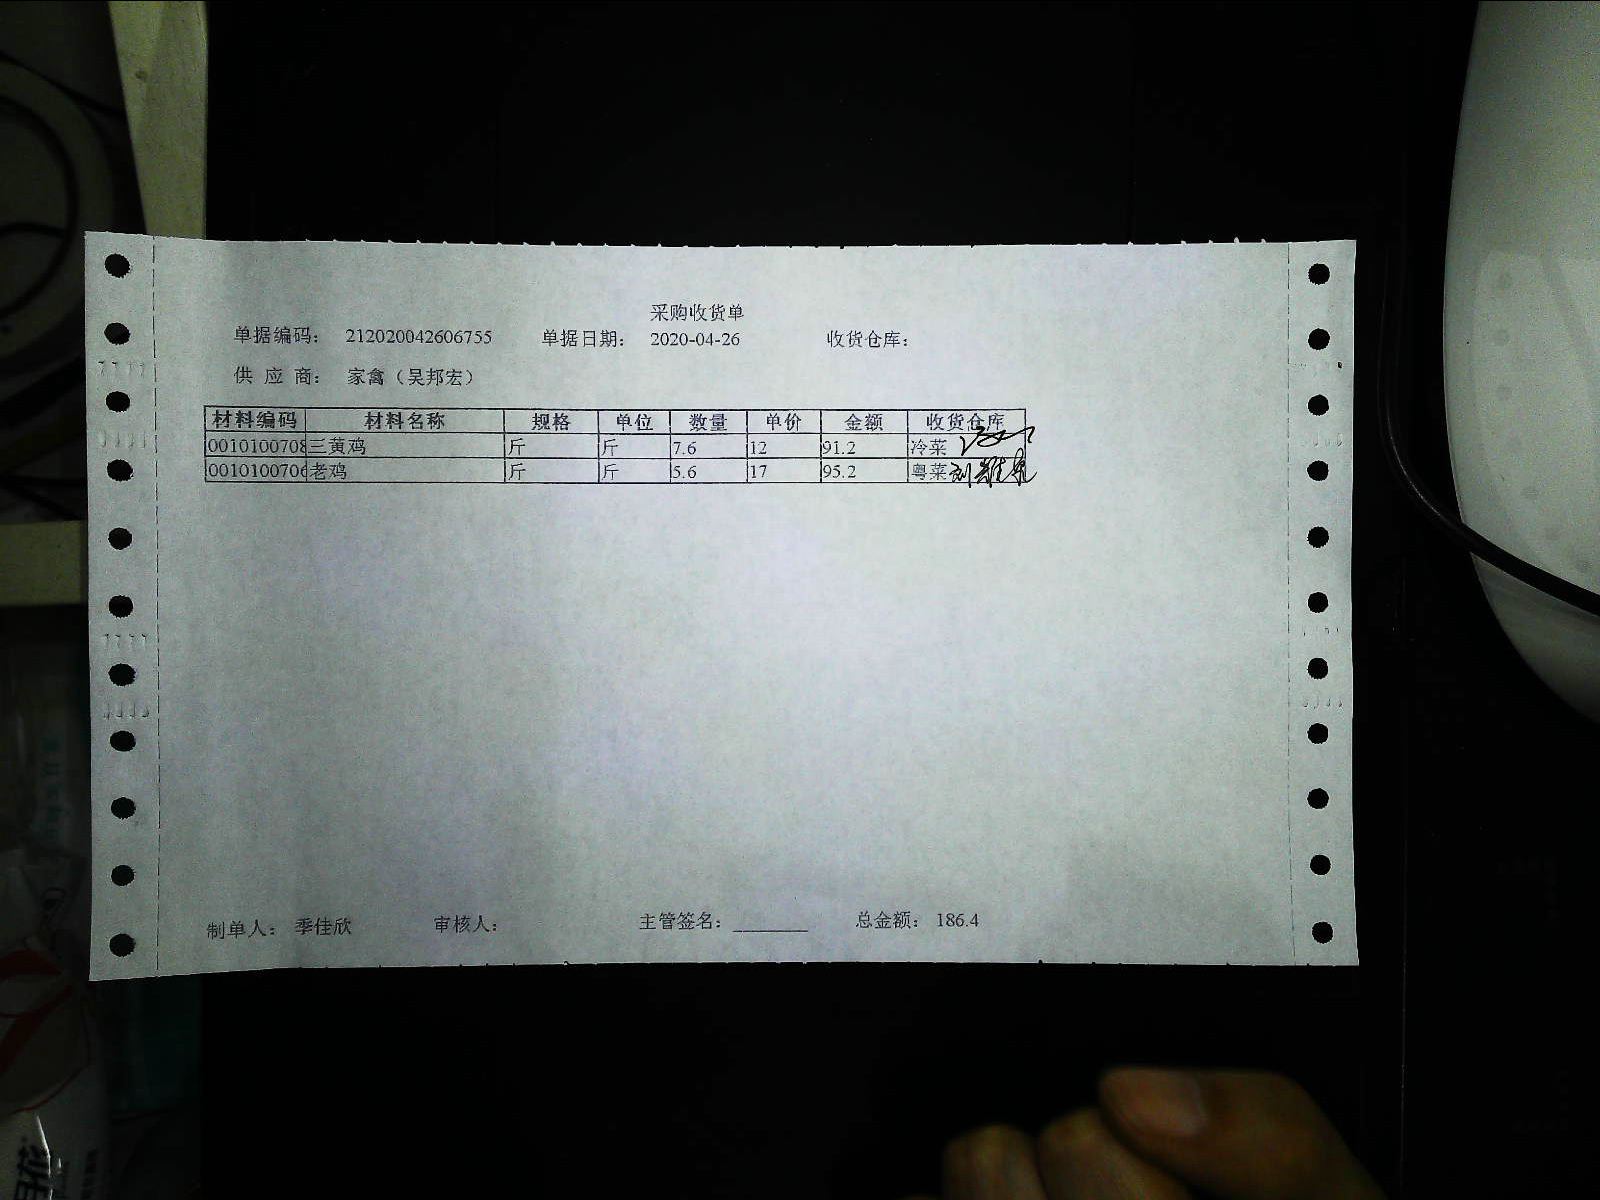 采购收货单
单据编码： 212020042606755 单据日期： 2020-04-26 收货仓库：
供 应 商： 家禽（吴邦宏）
材料编码 材料名称 规格 单位 数量 单价 金额 收货仓库
0010100708 三黄鸡 斤 斤 7.6 12 91.2 冷菜
001010070 老鸡 斤 斤 5.6 17 95.2 粤菜
制单人： 季佳欣 审核人： 主管签名： 总金额： 186.4